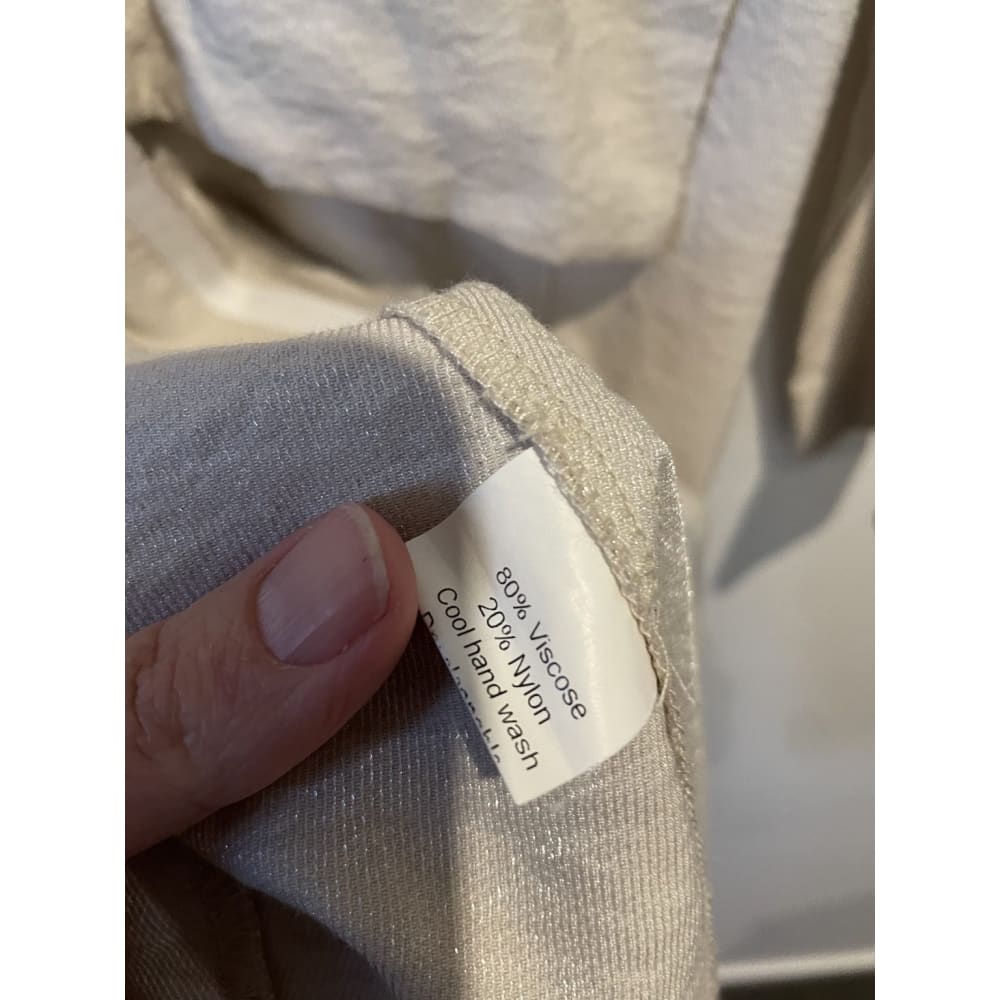 80% Viscose
20% Nylon
Cool hand wash